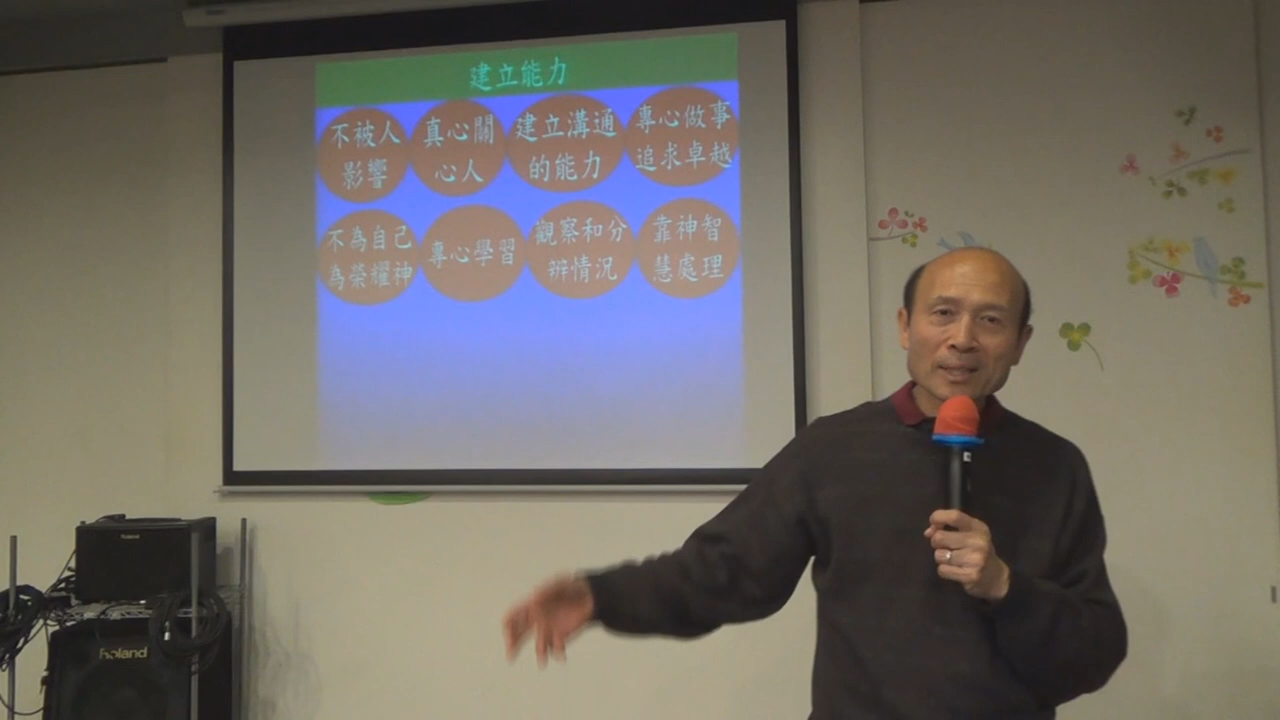 建立能力
不被人
影響
真心關
心人
建立溝通
的能力
專心做事
追求卓越
不為自己
為榮耀神
專心學習
觀察和分
辨情況
靠神智
慧處理
Roland
Roland